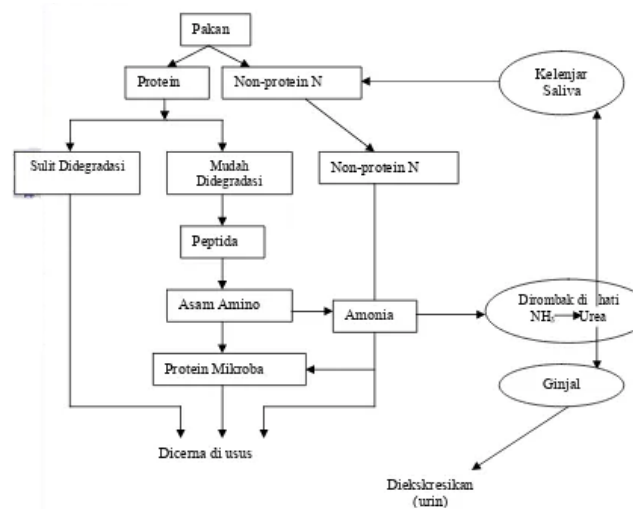 Pakan
Protein
Non-protein N
Kelenjar
Saliva
Sulit Didegradasi
Mudah
Didegradasi
Non-protein N
Peptida
Asam Amino
Amonia
Dirombak di hati
NH₃ Urea
Protein Mikroba
Ginjal
Dicerna di usus
Diekskresikan
(urin)